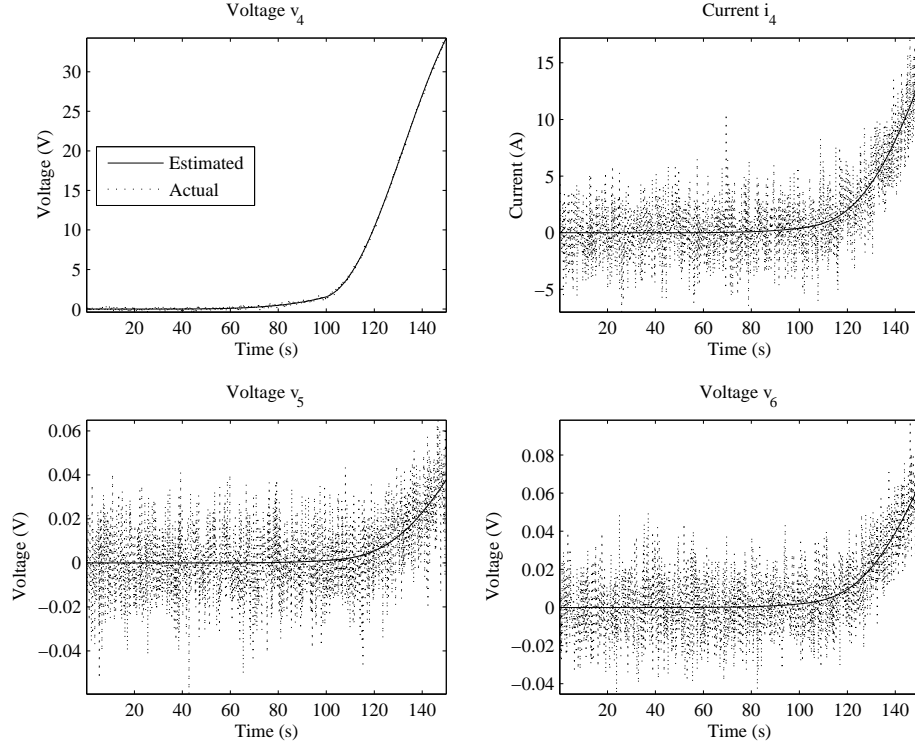 Voltage v4
Voltage (V)
30
20
10
5
0
Estimated
Actual
20 40 60 80 100 120 140
Time (s)
Current i4
Current (A)
15
10
5
0
−5
20 40 60 80 100 120 140
Time (s)
Voltage v5
Voltage (V)
0.06
0.04
0.02
0
−0.02
−0.04
20 40 60 80 100 120 140
Time (s)
Voltage v6
Voltage (V)
0.08
0.06
0.04
0.02
0
−0.02
−0.04
20 40 60 80 100 120 140
Time (s)